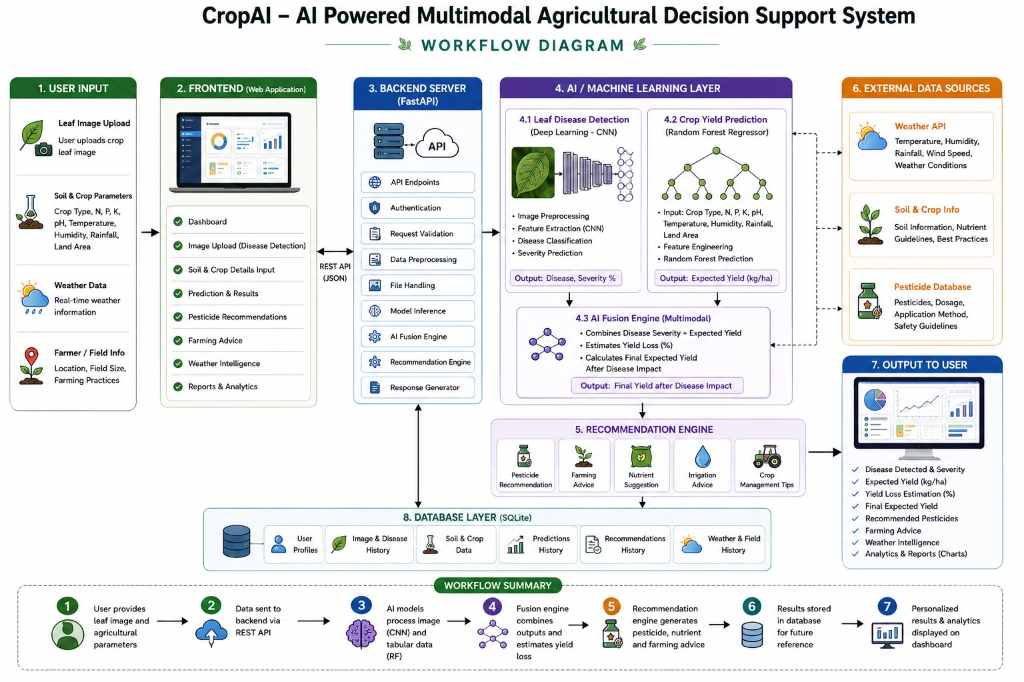 CropAI – AI Powered Multimodal Agricultural Decision Support System
WORKFLOW DIAGRAM
1. USER INPUT
Leaf Image Upload
User uploads crop
leaf image
Soil & Crop Parameters
Crop Type, N, P, K,
pH, Temperature,
Humidity, Rainfall,
Land Area
Weather Data
Real-time weather
information
Farmer / Field Info
Location, Field Size,
Farming Practices
2. FRONTEND (Web Application)
Dashboard
Image Upload (Disease Detection)
Soil & Crop Details Input
Prediction & Results
Pesticide Recommendations
Farming Advice
Weather Intelligence
Reports & Analytics
REST API
(JSON)
3. BACKEND SERVER
(FastAPI)
API
API Endpoints
Authentication
Request Validation
Data Preprocessing
File Handling
Model Inference
AI Fusion Engine
Recommendation Engine
Response Generator
4. AI / MACHINE LEARNING LAYER
4.1 Leaf Disease Detection
(Deep Learning - CNN)
• Image Preprocessing
• Feature Extraction (CNN)
• Disease Classification
• Severity Prediction
Output: Disease, Severity %
4.2 Crop Yield Prediction
(Random Forest Regressor)
• Input: Crop Type, N, P, K, pH,
Temperature, Humidity, Rainfall,
Land Area
• Feature Engineering
• Random Forest Prediction
Output: Expected Yield (kg/ha)
4.3 AI Fusion Engine (Multimodal)
• Combines Disease Severity + Expected Yield
• Estimates Yield Loss (%)
• Calculates Final Expected Yield
After Disease Impact
Output: Final Yield after Disease Impact
5. RECOMMENDATION ENGINE
Pesticide
Recommendation
Farming
Advice
Nutrient
Suggestion
Irrigation
Advice
Crop
Management Tips
6. EXTERNAL DATA SOURCES
Weather API
Temperature, Humidity,
Rainfall, Wind Speed,
Weather Conditions
Soil & Crop Info
Soil Information, Nutrient
Guidelines, Best Practices
Pesticide Database
Pesticides, Dosage,
Application Method,
Safety Guidelines
7. OUTPUT TO USER
Disease Detected & Severity
Expected Yield (kg/ha)
Yield Loss Estimation (%)
Final Expected Yield
Recommended Pesticides
Farming Advice
Weather Intelligence
Analytics & Reports (Charts)
8. DATABASE LAYER (SQLite)
User
Profiles
Image & Disease
History
Soil & Crop
Data
Predictions
History
Recommendations
History
Weather & Field
History
WORKFLOW SUMMARY
1
User provides
leaf image and
agricultural
parameters
2
Data sent to
backend via
REST API
3
AI models
process image
(CNN) and
tabular data
(RF)
4
Fusion engine
combines
outputs and
estimates yield
loss
5
Recommendation
engine generates
pesticide, nutrient
and farming advice
6
Results stored
in database
for future
reference
7
Personalized
results & analytics
displayed on
dashboard